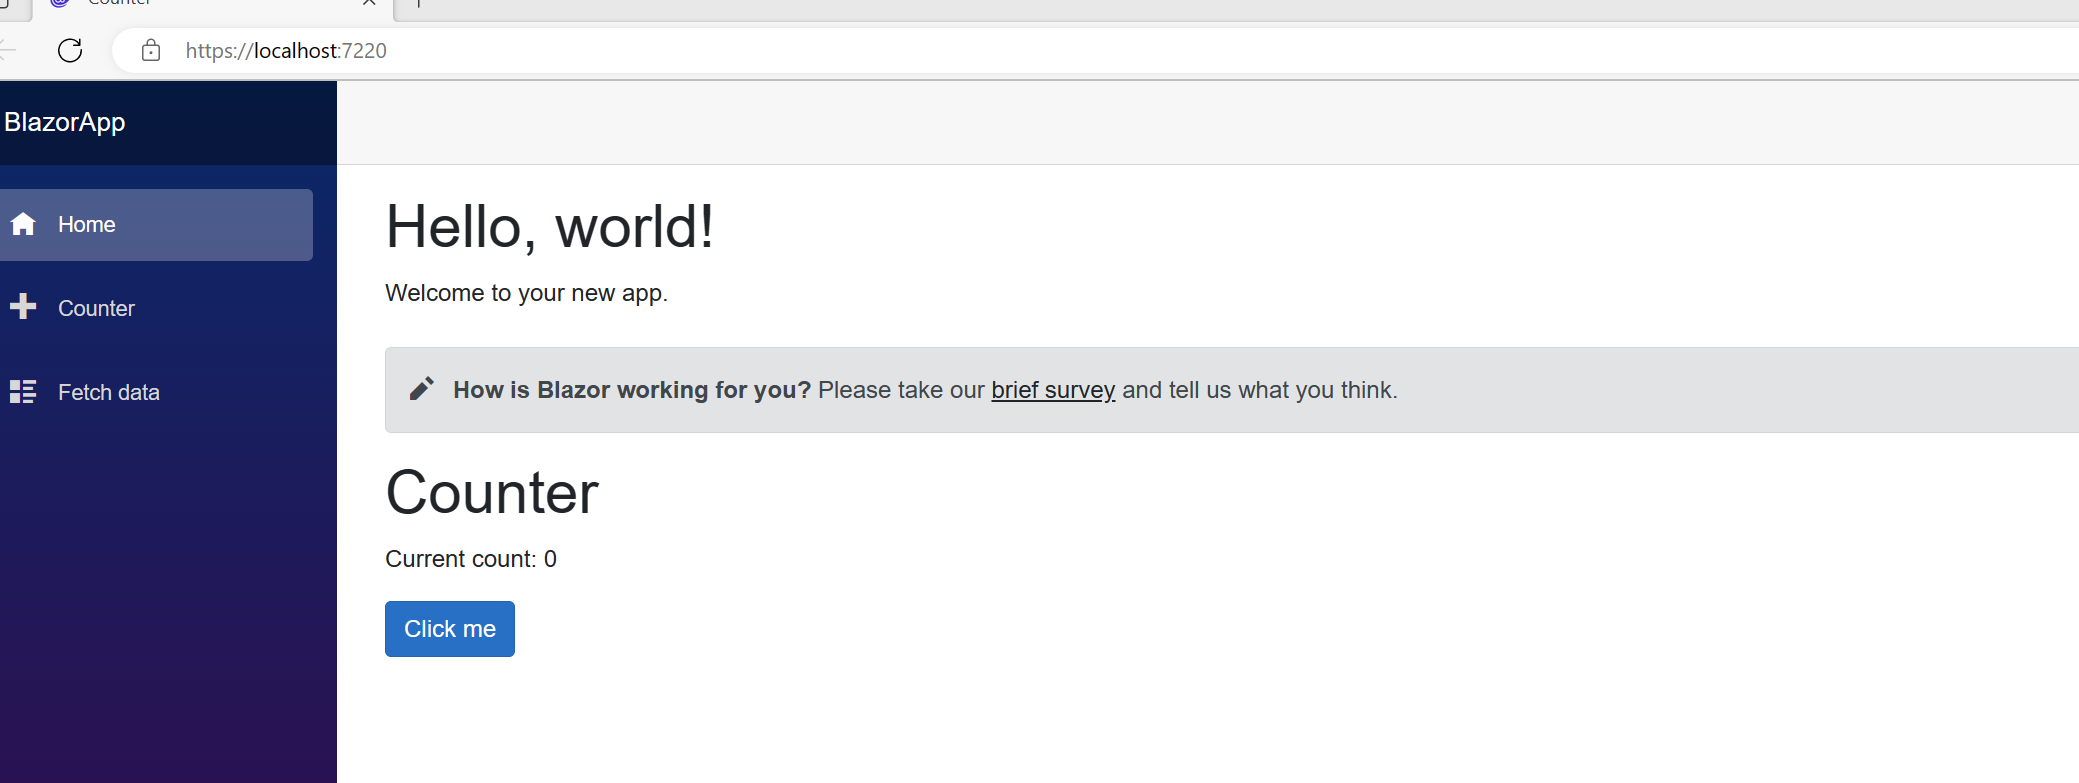 Counter
https://localhost:7220
BlazorApp
Home
Counter
Fetch data
Hello, world!
Welcome to your new app.
How is Blazor working for you? Please take our brief survey and tell us what you think.
Counter
Current count: 0
Click me